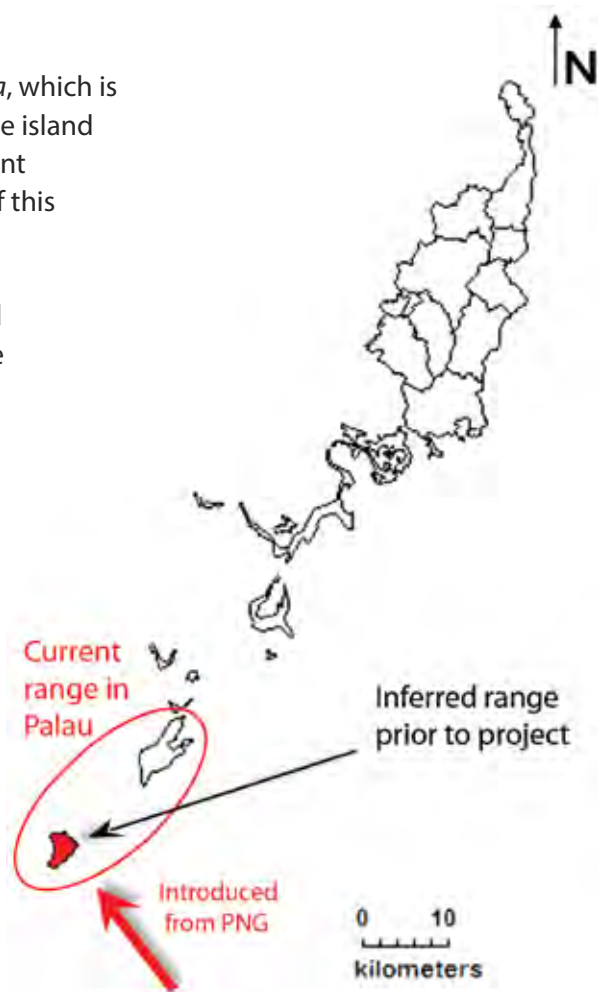 a, which is
e island
nt
f this
e
N
Current
range in
Palau
Inferred range
prior to project
Introduced
from PNG
0 10
kilometers